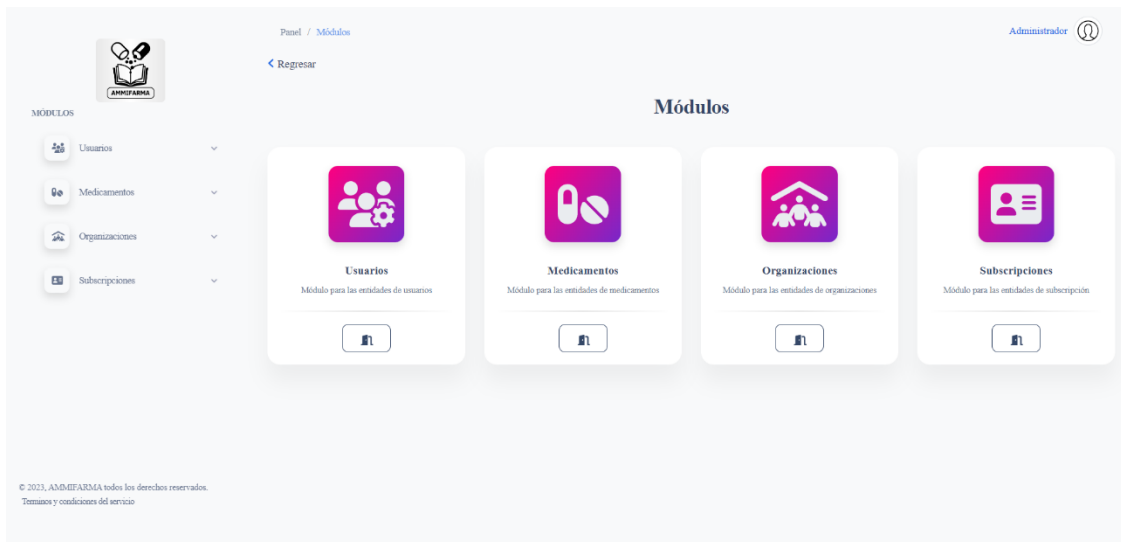 AMMIFARMA
MÓDULOS
Usuarios
Medicamentos
Organizaciones
Subscripciones
© 2023, AMMIFARMA todos los derechos reservados.
Terminos y condiciones del servicio
Panel / Módulos
Administrador
Regresar
Módulos
Usuarios
Módulo para las entidades de usuarios
Medicamentos
Módulo para las entidades de medicamentos
Organizaciones
Módulo para las entidades de organizaciones
Subscripciones
Módulo para las entidades de subscripción